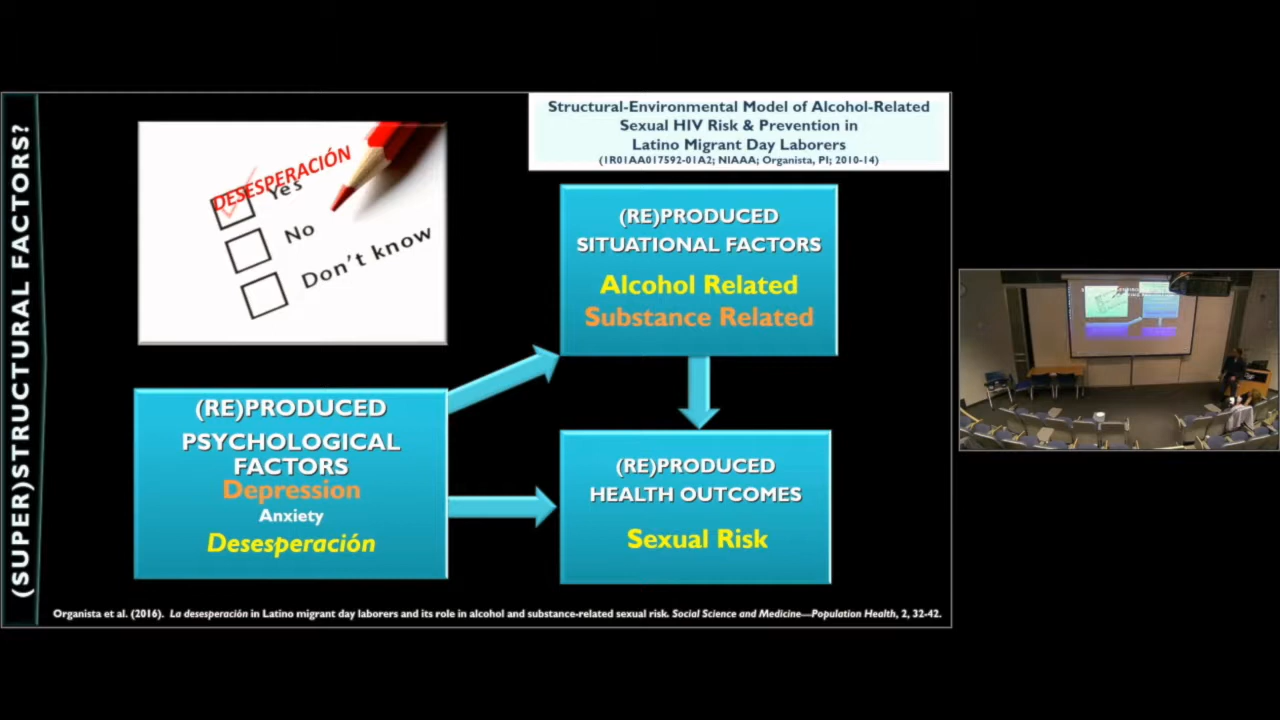 (SUPER)STRUCTURAL FACTORS?
Structural-Environmental Model of Alcohol-Related
Sexual HIV Risk & Prevention in
Latino Migrant Day Laborers
(1R01AA017592-01A2; NIAAA; Organista, PI; 2010-14)
DESESPERACIÓN
Yes
No
Don't know
(RE)PRODUCED
SITUATIONAL FACTORS
Alcohol Related
Substance Related
(RE)PRODUCED
PSYCHOLOGICAL
FACTORS
Depression
Anxiety
Desesperación
(RE)PRODUCED
HEALTH OUTCOMES
Sexual Risk
Organista et al. (2016). La desesperación in Latino migrant day laborers and its role in alcohol and substance-related sexual risk. Social Science and Medicine—Population Health, 2, 32-42.